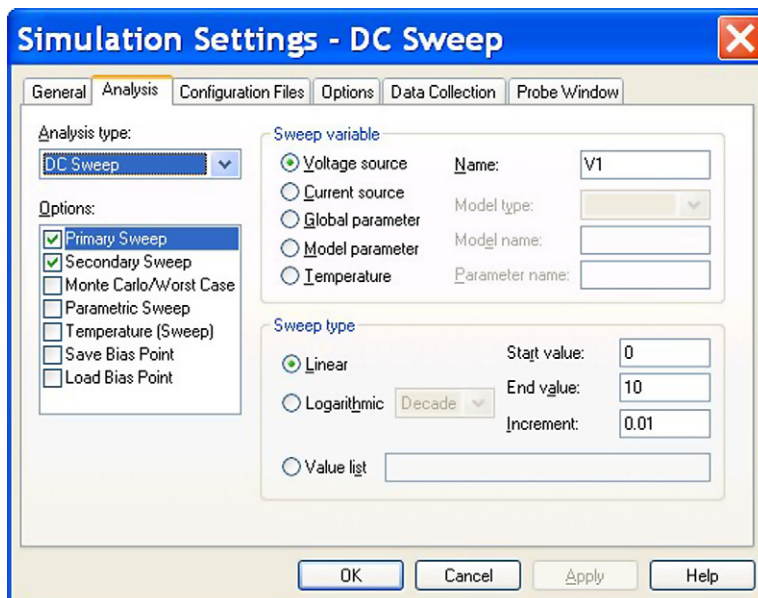 Simulation Settings - DC Sweep
General Analysis Configuration Files Options Data Collection Probe Window
Analysis type:
DC Sweep
Options:
Primary Sweep
Secondary Sweep
Monte Carlo/Worst Case
Parametric Sweep
Temperature (Sweep)
Save Bias Point
Load Bias Point
Sweep variable
Voltage source
Current source
Global parameter
Model parameter
Temperature
Name: V1
Model type:
Model name:
Parameter name:
Sweep type
Linear
Logarithmic Decade
Value list
Start value: 0
End value: 10
Increment: 0.01
OK Cancel Apply Help